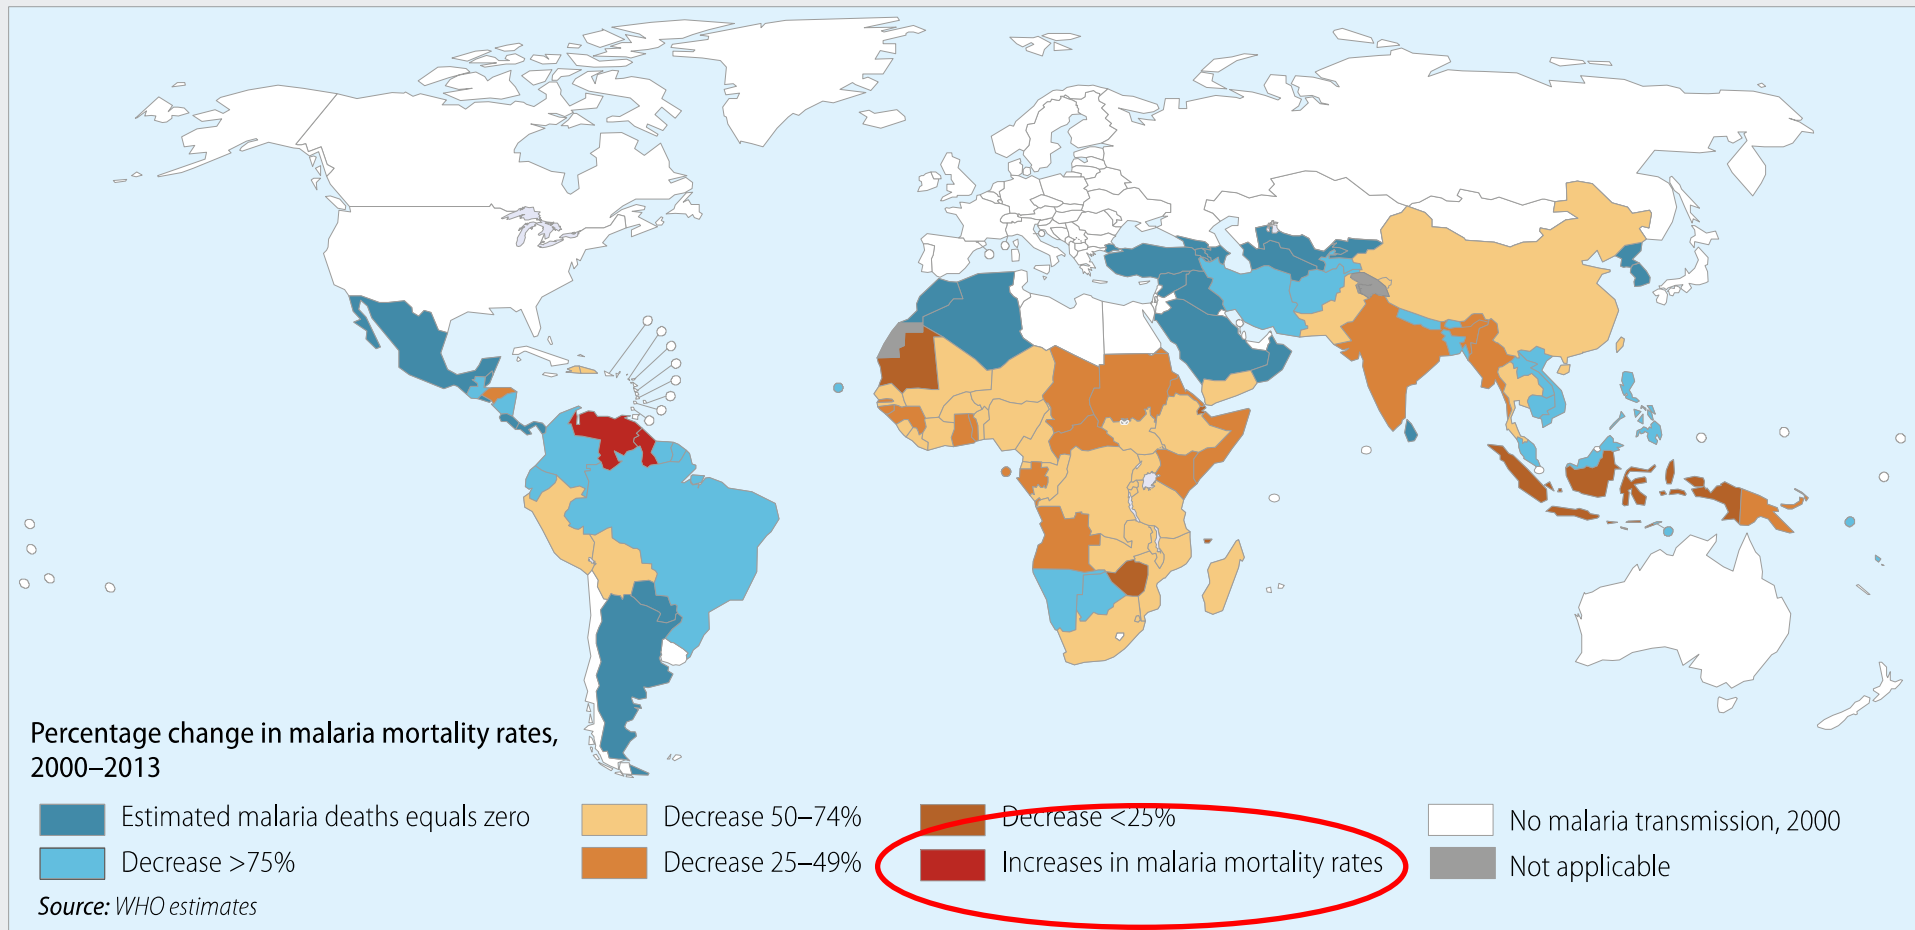 Percentage change in malaria mortality rates,
2000–2013
Estimated malaria deaths equals zero
Decrease >75%
Decrease 50–74%
Decrease 25–49%
Decrease <25%
Increases in malaria mortality rates
No malaria transmission, 2000
Not applicable
Source: WHO estimates